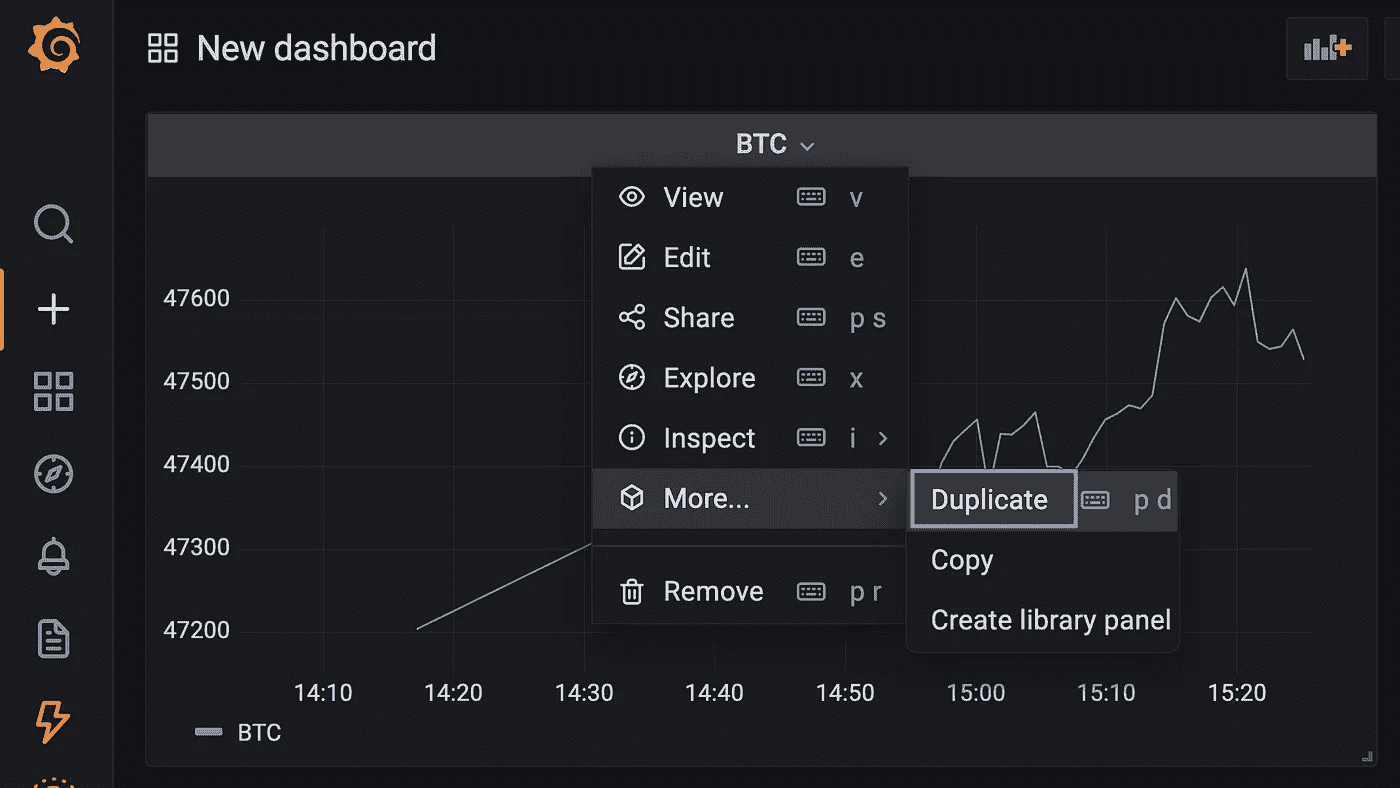 New dashboard
BTC
View v
Edit e
Share p s
Explore x
Inspect i
More...
Duplicate p d
Copy
Create library panel
Remove p r
47600
47500
47400
47300
47200
14:10 14:20 14:30 14:40 14:50 15:00 15:10 15:20
BTC